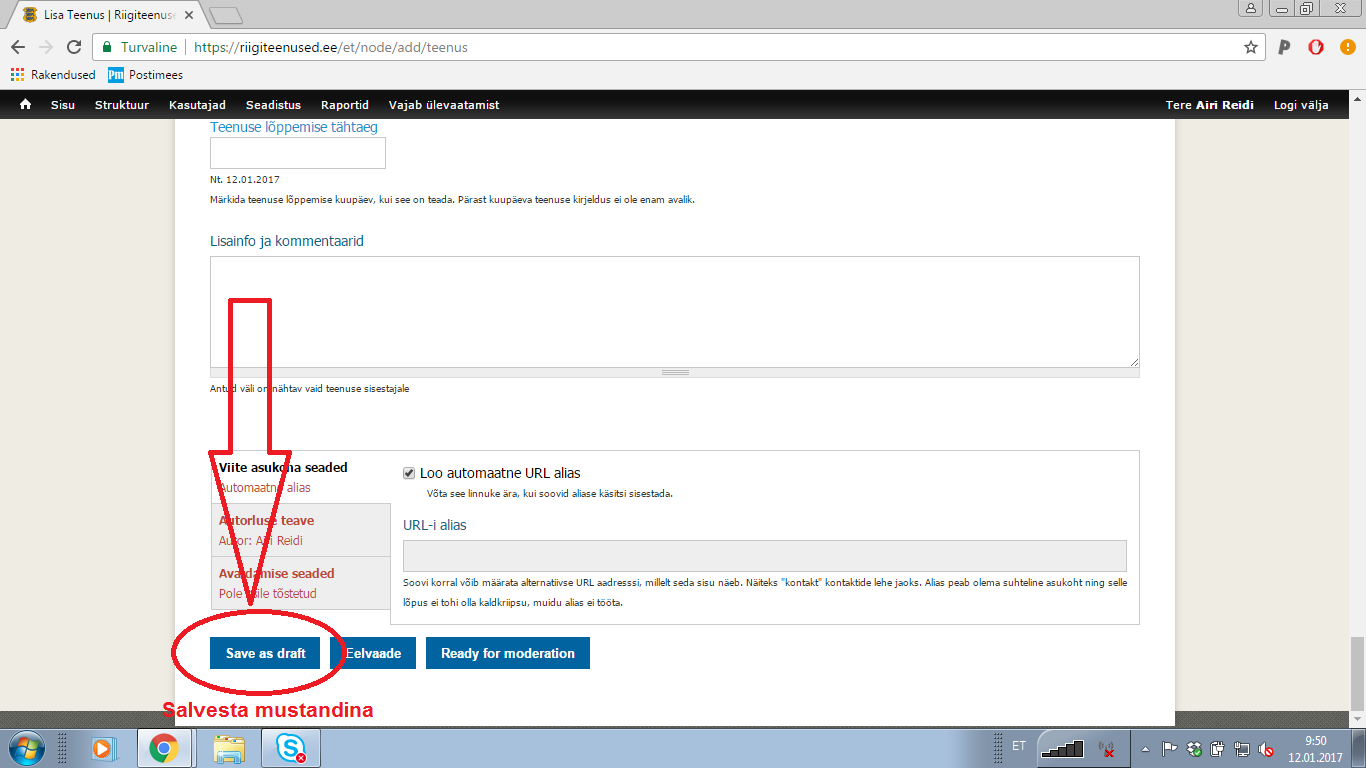 Lisa Teenus | Riigiteenuse
Turvaline https://riigiteenused.ee/et/node/add/teenus
Rakendused Postimees
Sisu Struktuur Kasutajad Seadistus Raportid Vajab ülevaatamist Tere Airi Reidi Logi välja
Teenuse lõppemise tähtaeg
Nt. 12.01.2017
Märkida teenuse lõppemise kuupäev, kui see on teada. Pärast kuupäeva teenuse kirjeldus ei ole enam avalik.
Lisainfo ja kommentaarid
Antud väli on nähtav vaid teenuse sisestajale
Viite asukoha seaded
Automaatne alias
Autorluse teave
Autor: Airi Reidi
Avaldamise seaded
Pole üile tõstetud
Loo automaatne URL alias
Võta see linnuke ära, kui soovid aliase käsitsi sisestada.
URL-i alias
Soovi korral võib määrata alternatiivse URL aadresssi, millelt seda sisu näeb. Näiteks "kontakt" kontaktide lehe jaoks. Alias peab olema suhteline asukoht ning selle
lõpus ei tohi olla kaldkriipsu, muidu alias ei tööta.
Save as draft Eelvaade Ready for moderation
Salvesta mustandina
ET 9:50
12.01.2017